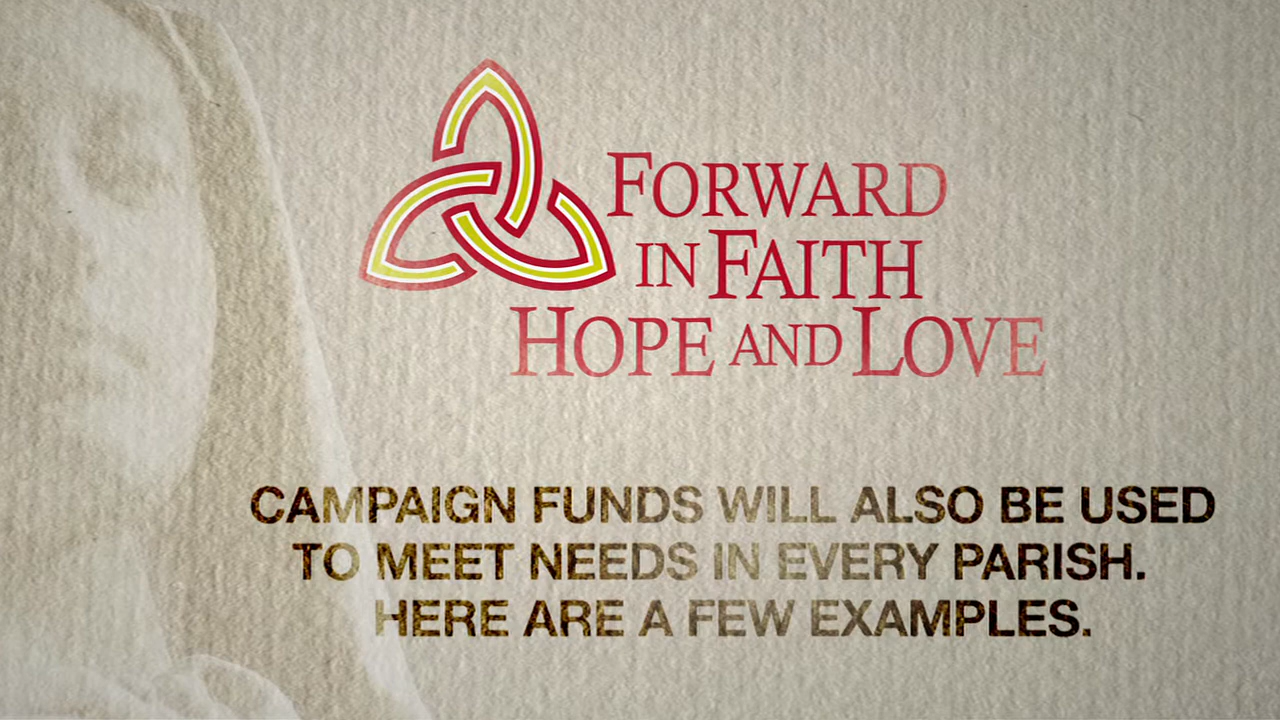 FORWARD
IN FAITH
HOPE AND LOVE
CAMPAIGN FUNDS WILL ALSO BE USED
TO MEET NEEDS IN EVERY PARISH.
HERE ARE A FEW EXAMPLES.